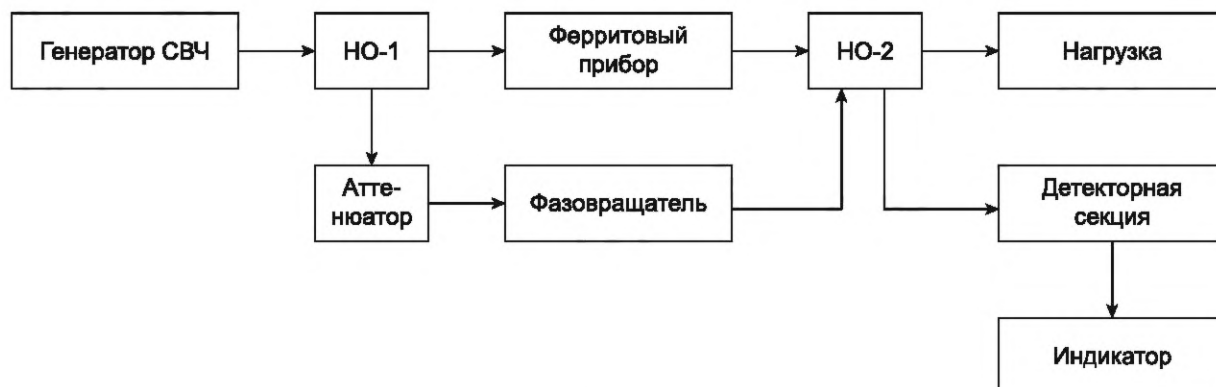 Генератор СВЧ
НО-1
Ферритовый
прибор
НО-2
Нагрузка
Атте-
нюатор
Фазовращатель
Детекторная
секция
Индикатор